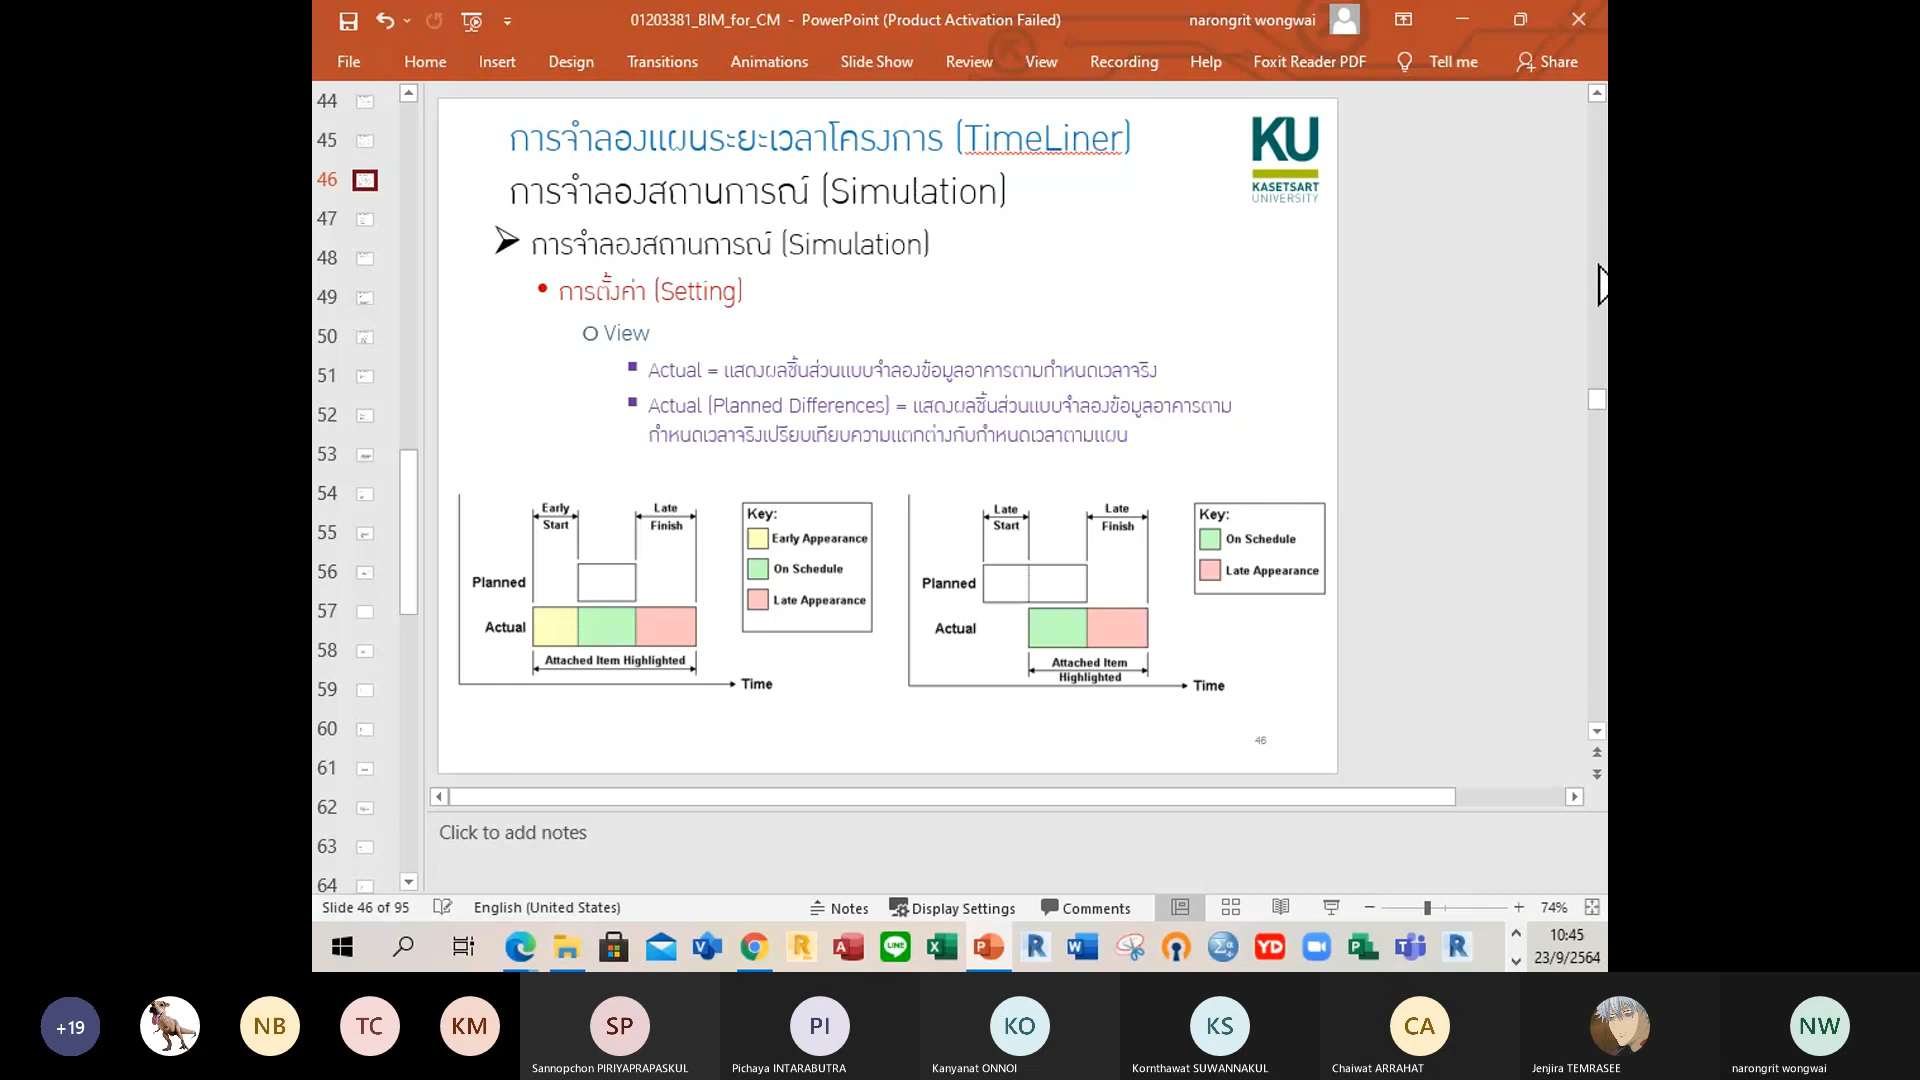 01203381_BIM_for_CM - PowerPoint (Product Activation Failed)
narongrit wongwai
File Home Insert Design Transitions Animations Slide Show Review View Recording Help Foxit Reader PDF Tell me Share
44
45
46
47
48
49
50
51
52
53
54
55
56
57
58
59
60
61
62
63
64
การจำลองแผนระยะเวลาโครงการ (TimeLiner)
การจำลองสถานการณ์ (Simulation)
KU
KASETSART
UNIVERSITY
➢ การจำลองสถานการณ์ (Simulation)
• การตั้งค่า (Setting)
o View
▪ Actual = แสดงผลชิ้นส่วนแบบจำลองข้อมูลอาคารตามกำหนดเวลาจริง
▪ Actual (Planned Differences) = แสดงผลชิ้นส่วนแบบจำลองข้อมูลอาคารตาม
กำหนดเวลาจริงเปรียบเทียบความแตกต่างกับกำหนดเวลาตามแผน
Early
Start
Late
Finish
Planned
Actual
Attached Item Highlighted
Time
Key:
Early Appearance
On Schedule
Late Appearance
Late
Start
Late
Finish
Planned
Actual
Attached Item
Highlighted
Time
Key:
On Schedule
Late Appearance
46
Click to add notes
Slide 46 of 95 English (United States) Notes Display Settings Comments 74%
10:45
23/9/2564
+19
NB
TC
KM
SP
PI
KO
KS
CA
NW
Sannopchon PIRIYAPRAPASKUL
Pichaya INTARABUTRA
Kanyanat ONNOI
Kornthawat SUWANNAKUL
Chaiwat ARRAHAT
Jenjira TEMRASEE
narongrit wongwai